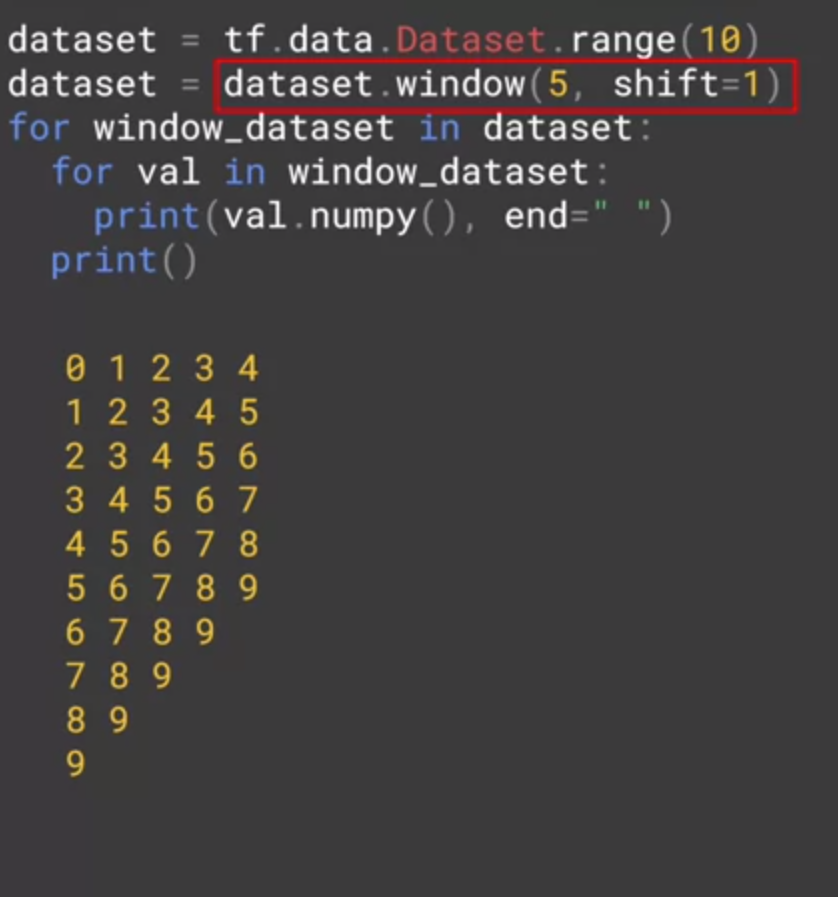 dataset = tf.data.Dataset.range(10)
dataset = dataset.window(5, shift=1)
for window_dataset in dataset:
  for val in window_dataset:
    print(val.numpy(), end=" ")
  print()
0 1 2 3 4
1 2 3 4 5
2 3 4 5 6
3 4 5 6 7
4 5 6 7 8
5 6 7 8 9
6 7 8 9
7 8 9
8 9
9